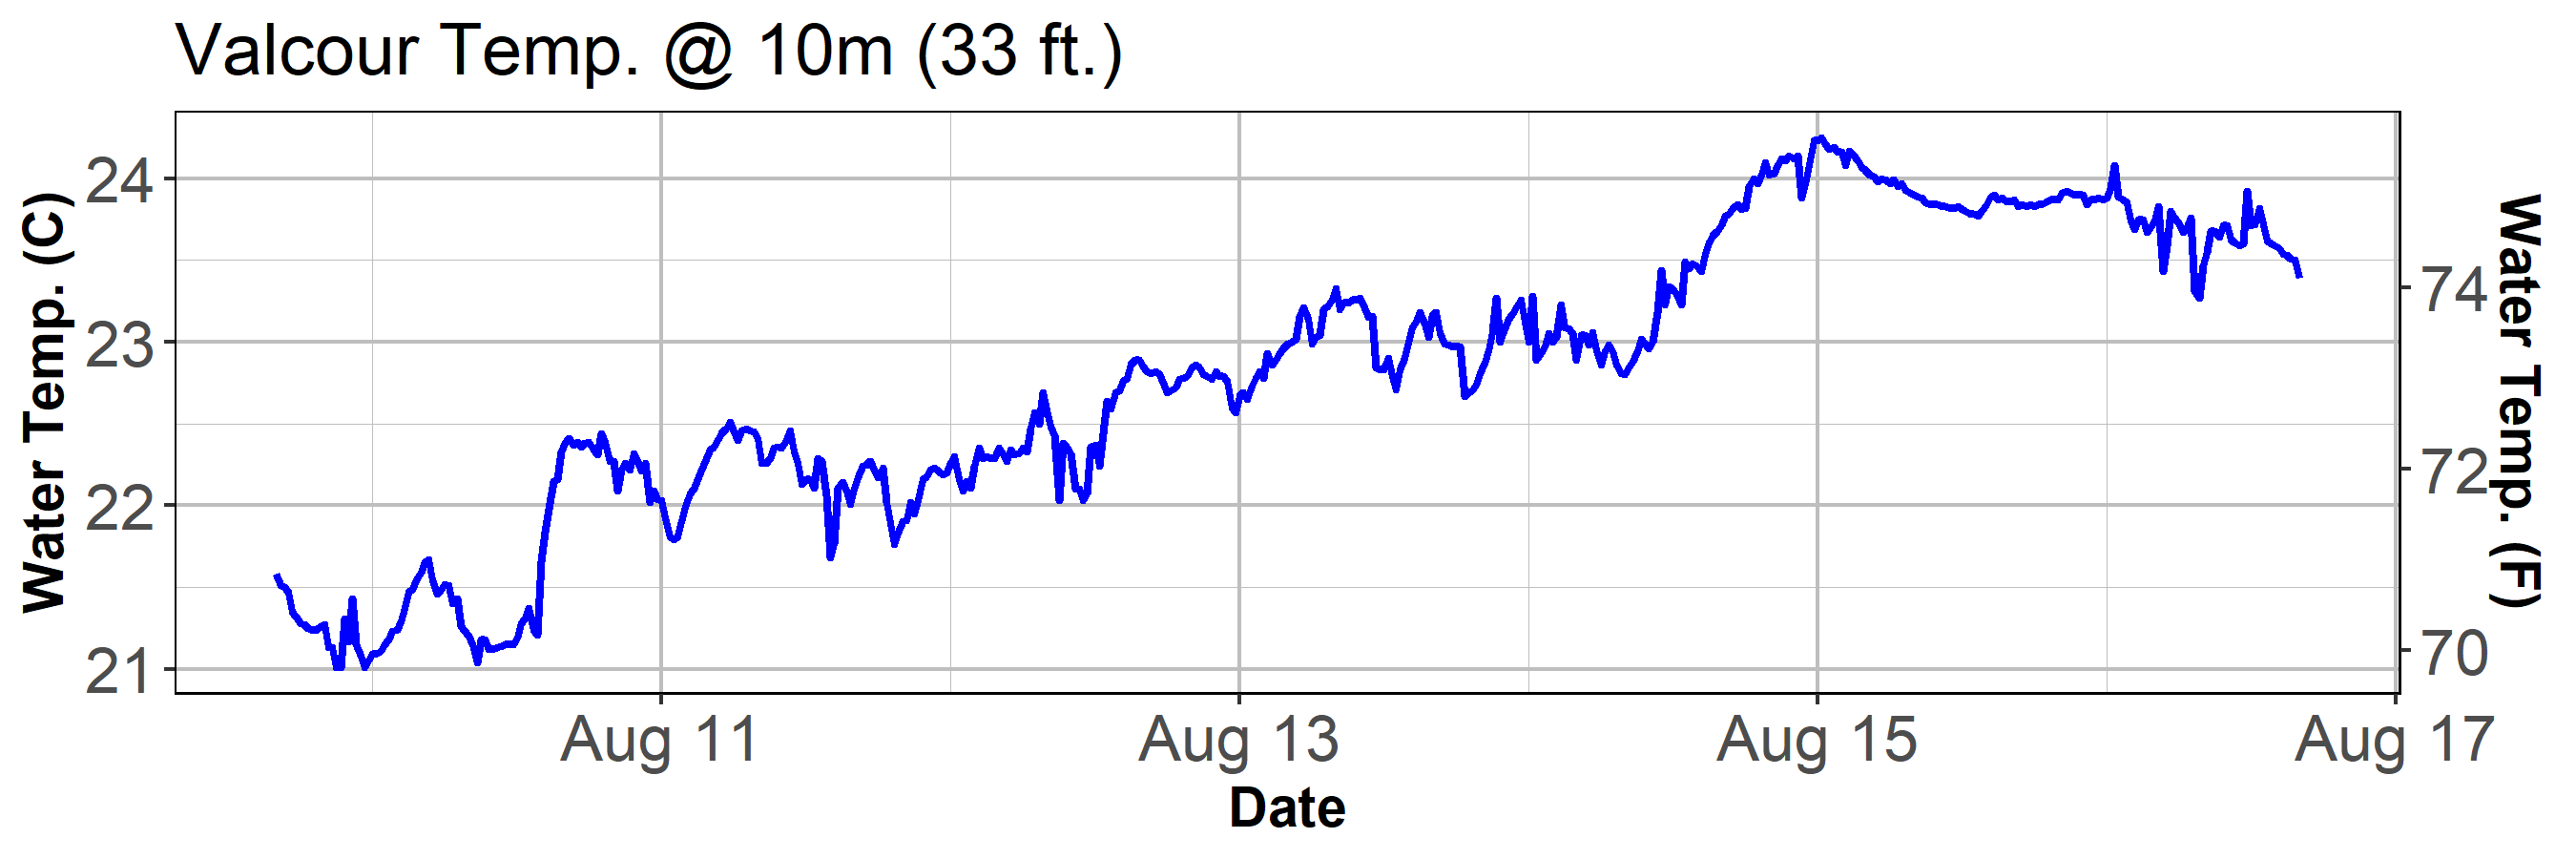 Valcour Temp. @ 10m (33 ft.)
Water Temp. (C)
24
23
22
21
74
72
70
Water Temp. (F)
Aug 11
Aug 13
Aug 15
Aug 17
Date